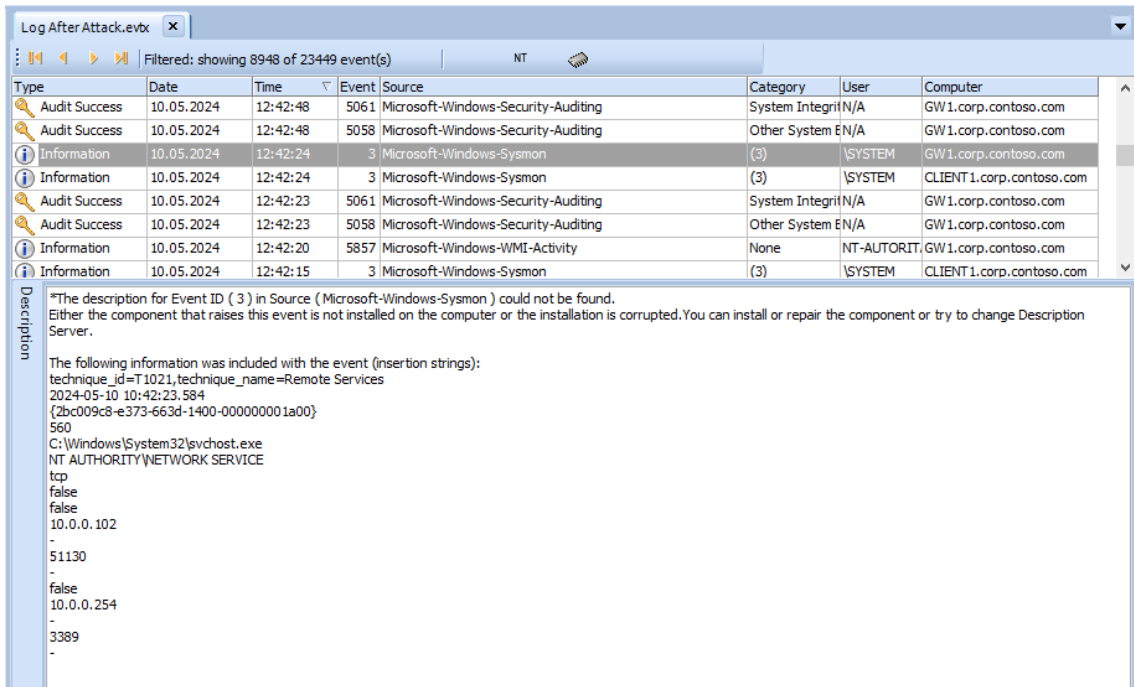 Log After Attack.evtx
Filtered: showing 8948 of 23449 event(s) NT
Type Date Time Event Source Category User Computer
Audit Success 10.05.2024 12:42:48 5061 Microsoft-Windows-Security-Auditing System Integrit N/A GW1.corp.contoso.com
Audit Success 10.05.2024 12:42:48 5058 Microsoft-Windows-Security-Auditing Other System E N/A GW1.corp.contoso.com
Information 10.05.2024 12:42:24 3 Microsoft-Windows-Sysmon (3) \SYSTEM GW1.corp.contoso.com
Information 10.05.2024 12:42:24 3 Microsoft-Windows-Sysmon (3) \SYSTEM CLIENT1.corp.contoso.com
Audit Success 10.05.2024 12:42:23 5061 Microsoft-Windows-Security-Auditing System Integrit N/A GW1.corp.contoso.com
Audit Success 10.05.2024 12:42:23 5058 Microsoft-Windows-Security-Auditing Other System E N/A GW1.corp.contoso.com
Information 10.05.2024 12:42:20 5857 Microsoft-Windows-WMI-Activity None NT-AUTORIT GW1.corp.contoso.com
Information 10.05.2024 12:42:15 3 Microsoft-Windows-Sysmon (3) \SYSTEM CLIENT1.corp.contoso.com
Description
*The description for Event ID ( 3 ) in Source ( Microsoft-Windows-Sysmon ) could not be found.
Either the component that raises this event is not installed on the computer or the installation is corrupted.You can install or repair the component or try to change Description
Server.
The following information was included with the event (insertion strings):
technique_id=T1021,technique_name=Remote Services
2024-05-10 10:42:23.584
{2bc009c8-e373-663d-1400-000000001a00}
560
C:\Windows\System32\svchost.exe
NT AUTHORITY\NETWORK SERVICE
tcp
false
false
10.0.0.102
-
51130
-
false
10.0.0.254
-
3389
-